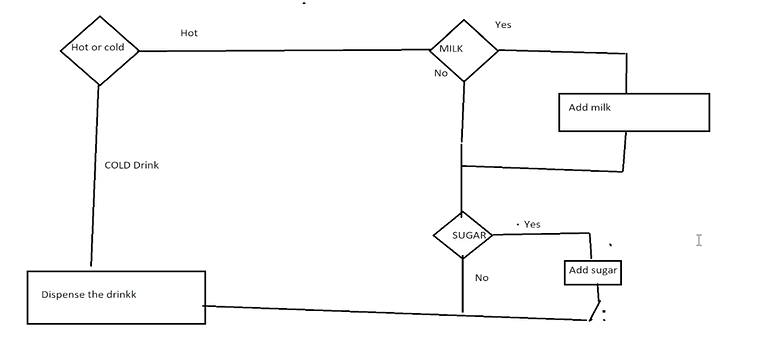 Hot or cold
Hot
MILK
Yes
No
Add milk
COLD Drink
SUGAR
Yes
Add sugar
No
Dispense the drinkk